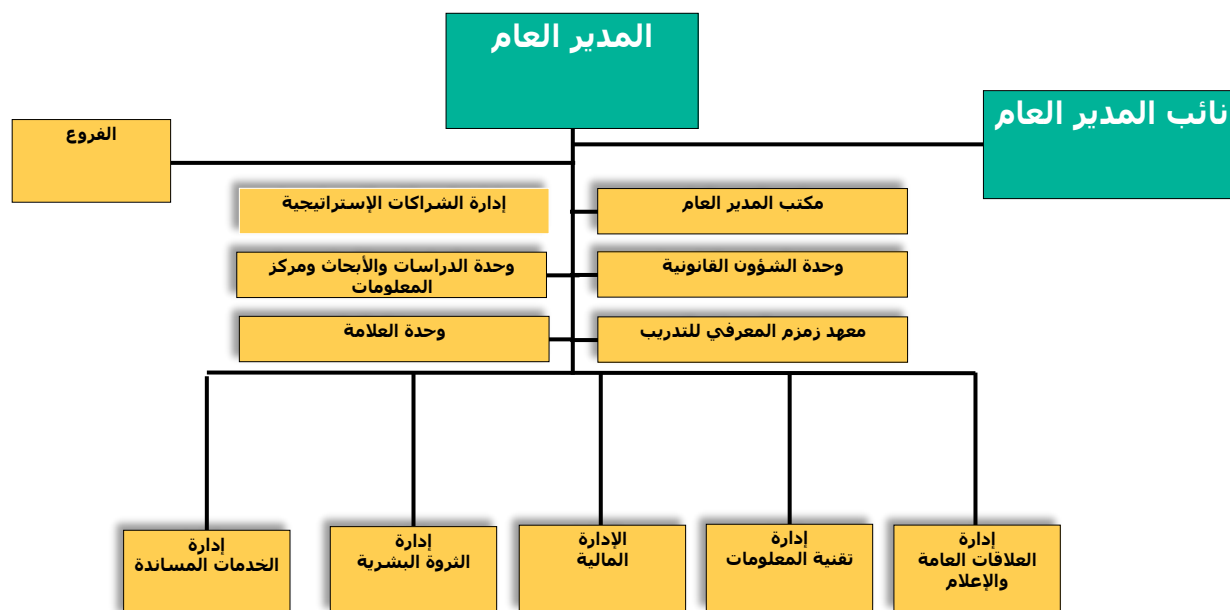 المدير العام
نائب المدير العام
الفروع
مكتب المدير العام
إدارة الشراكات الإستراتيجية
وحدة الشؤون القانونية
وحدة الدراسات والأبحاث ومركز
المعلومات
معهد زمزم المعرفي للتدريب
وحدة العلامة
إدارة
العلاقات العامة
والإعلام
إدارة
تقنية المعلومات
الإدارة
المالية
إدارة
الثروة البشرية
إدارة
الخدمات المساندة